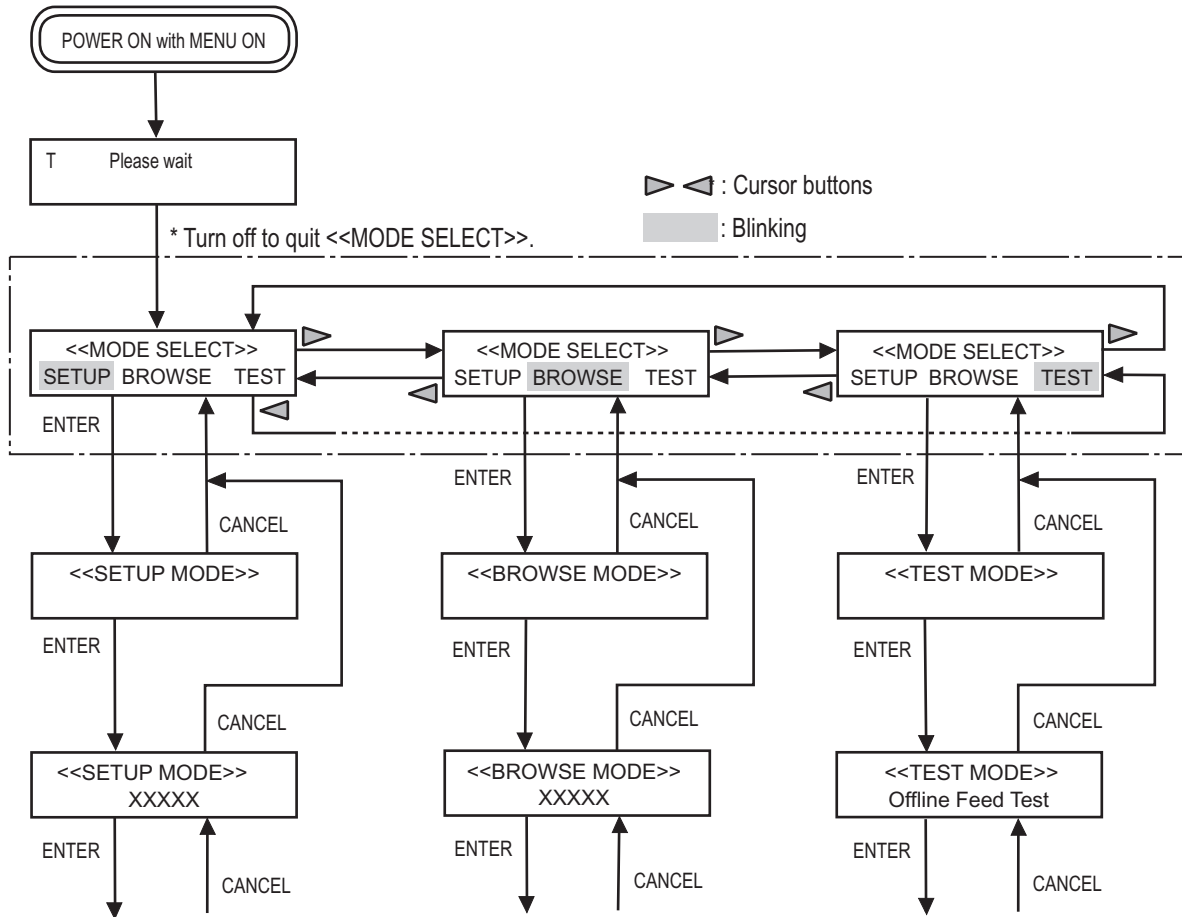 POWER ON with MENU ON
T Please wait
* : Cursor buttons
: Blinking
* Turn off to quit <<MODE SELECT>>.
<<MODE SELECT>>
SETUP BROWSE TEST
<<MODE SELECT>>
SETUP BROWSE TEST
<<MODE SELECT>>
SETUP BROWSE TEST
ENTER
ENTER
ENTER
CANCEL
CANCEL
CANCEL
<<SETUP MODE>>
<<BROWSE MODE>>
<<TEST MODE>>
ENTER
ENTER
ENTER
CANCEL
CANCEL
CANCEL
<<SETUP MODE>>
XXXXX
<<BROWSE MODE>>
XXXXX
<<TEST MODE>>
Offline Feed Test
ENTER
ENTER
ENTER
CANCEL
CANCEL
CANCEL